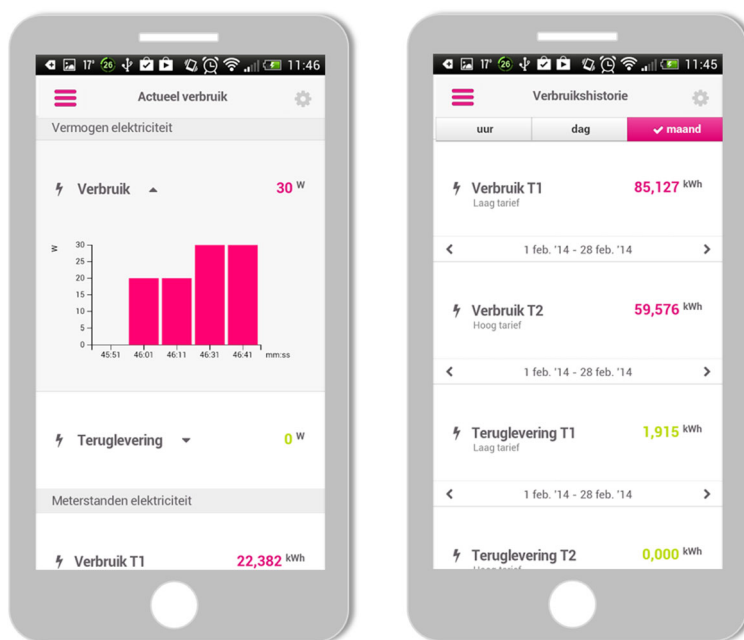 17° 26 11:46
Actueel verbruik
Vermogen elektriciteit
Verbruik 30 W
W
30
25
20
15
10
5
0
45:51 46:01 46:11 46:31 46:41 mm:ss
Teruglevering 0 W
Meterstanden elektriciteit
Verbruik T1 22,382 kWh
17° 26 11:45
Verbruikshistorie
uur dag maand
Verbruik T1 85,127 kWh
Laag tarief
1 feb. '14 - 28 feb. '14
Verbruik T2 59,576 kWh
Hoog tarief
1 feb. '14 - 28 feb. '14
Teruglevering T1 1,915 kWh
Laag tarief
1 feb. '14 - 28 feb. '14
Teruglevering T2 0,000 kWh
Hoog tarief